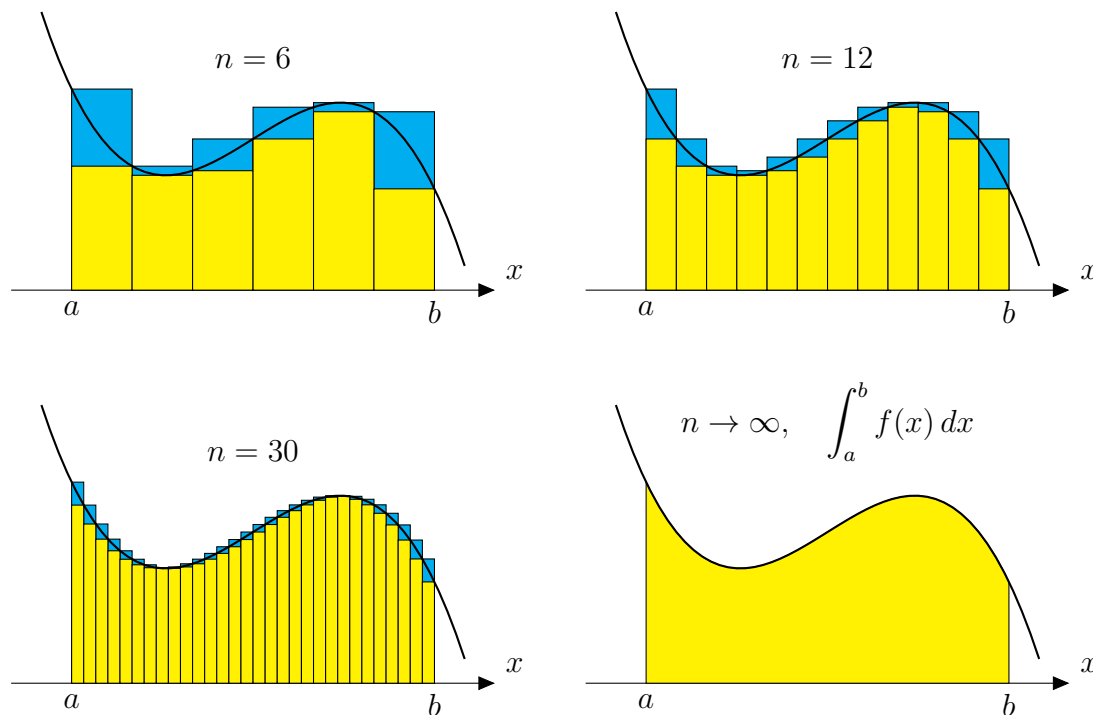 n = 6
x
a
b
n = 12
x
a
b
n = 30
x
a
b
n → ∞, ∫_a^b f(x) dx
x
a
b